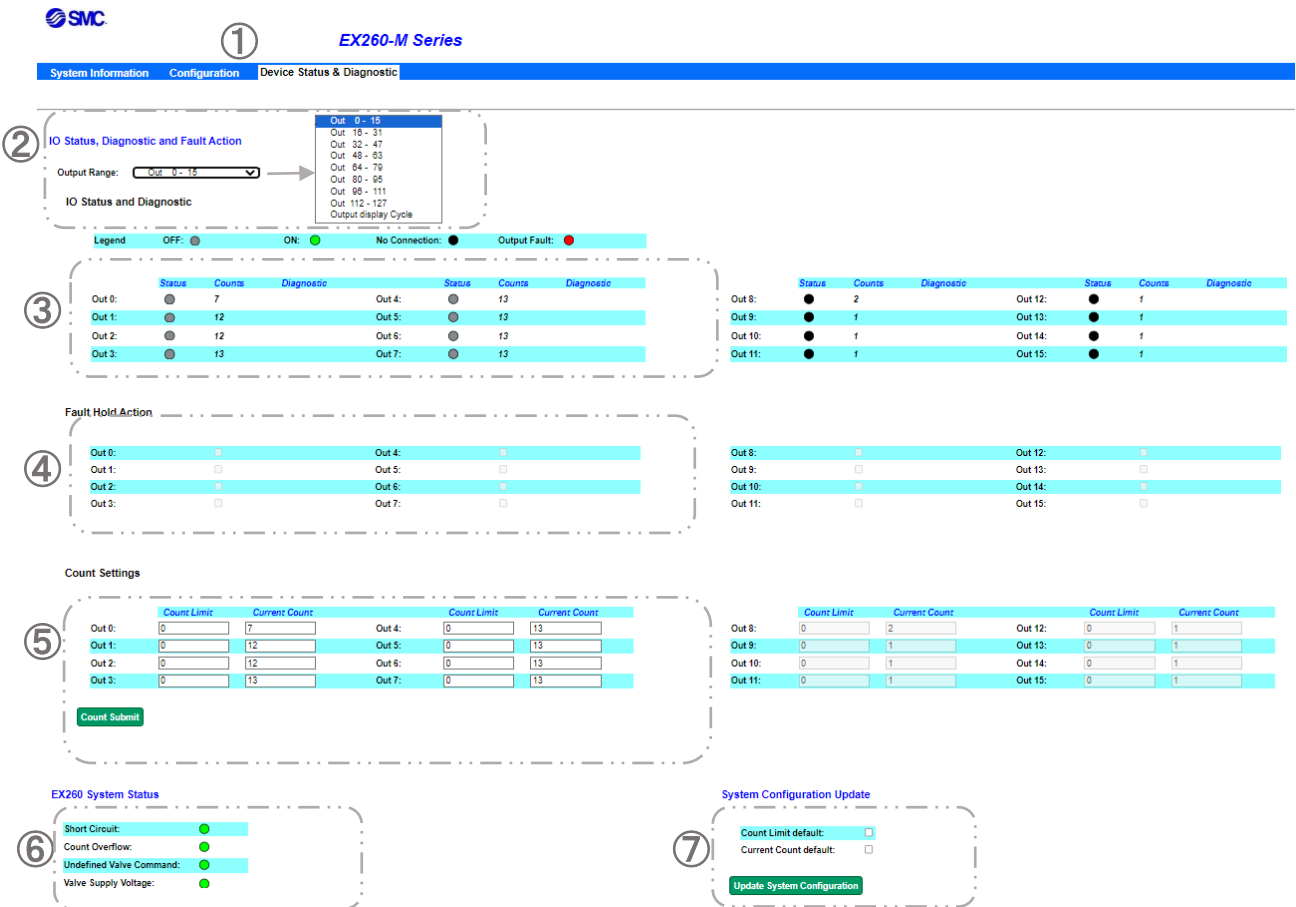 SMC.
①
EX260-M Series
System Information Configuration Device Status & Diagnostic
②
IO Status, Diagnostic and Fault Action
Output Range: Out 0 - 15
Out 0 - 15
Out 16 - 31
Out 32 - 47
Out 48 - 63
Out 64 - 79
Out 80 - 95
Out 96 - 111
Out 112 - 127
Output display Cycle
IO Status and Diagnostic
Legend OFF: ON: No Connection: Output Fault:
③
Status Counts Diagnostic Status Counts Diagnostic Status Counts Diagnostic Status Counts Diagnostic
Out 0: 7 Out 4: 13 Out 8: 2 Out 12: 1
Out 1: 12 Out 5: 13 Out 9: 1 Out 13: 1
Out 2: 12 Out 6: 13 Out 10: 1 Out 14: 1
Out 3: 13 Out 7: 13 Out 11: 1 Out 15: 1
Fault Hold Action
④
Out 0: Out 4: Out 8: Out 12:
Out 1: Out 5: Out 9: Out 13:
Out 2: Out 6: Out 10: Out 14:
Out 3: Out 7: Out 11: Out 15:
Count Settings
⑤
Count Limit Current Count Count Limit Current Count Count Limit Current Count Count Limit Current Count
Out 0: 0 7 Out 4: 0 13 Out 8: 0 2 Out 12: 0 1
Out 1: 0 12 Out 5: 0 13 Out 9: 0 1 Out 13: 0 1
Out 2: 0 12 Out 6: 0 13 Out 10: 0 1 Out 14: 0 1
Out 3: 0 13 Out 7: 0 13 Out 11: 0 1 Out 15: 0 1
Count Submit
EX260 System Status
⑥
Short Circuit:
Count Overflow:
Undefined Valve Command:
Valve Supply Voltage:
System Configuration Update
⑦
Count Limit default:
Current Count default:
Update System Configuration